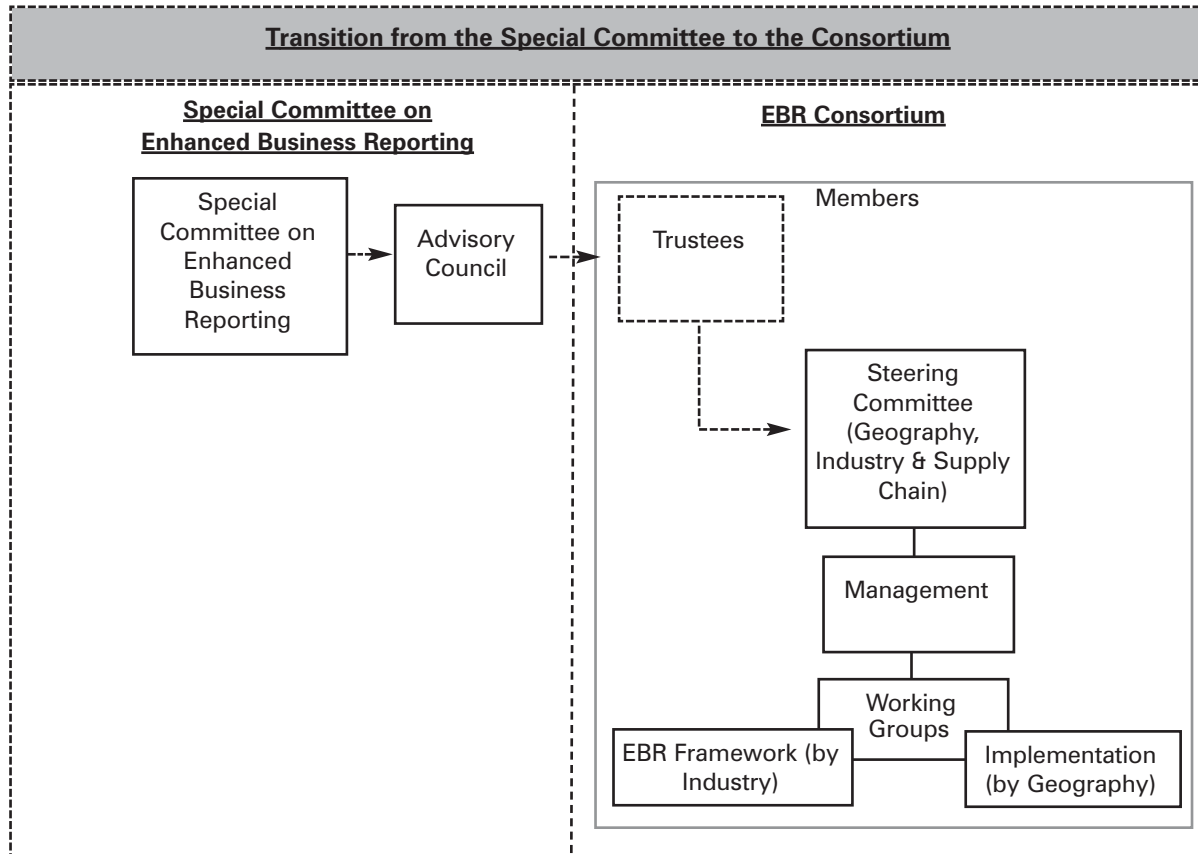 Transition from the Special Committee to the Consortium
Special Committee on
Enhanced Business Reporting
Special
Committee on
Enhanced
Business
Reporting
Advisory
Council
EBR Consortium
Members
Trustees
Steering
Committee
(Geography,
Industry & Supply
Chain)
Management
Working
Groups
EBR Framework (by
Industry)
Implementation
(by Geography)